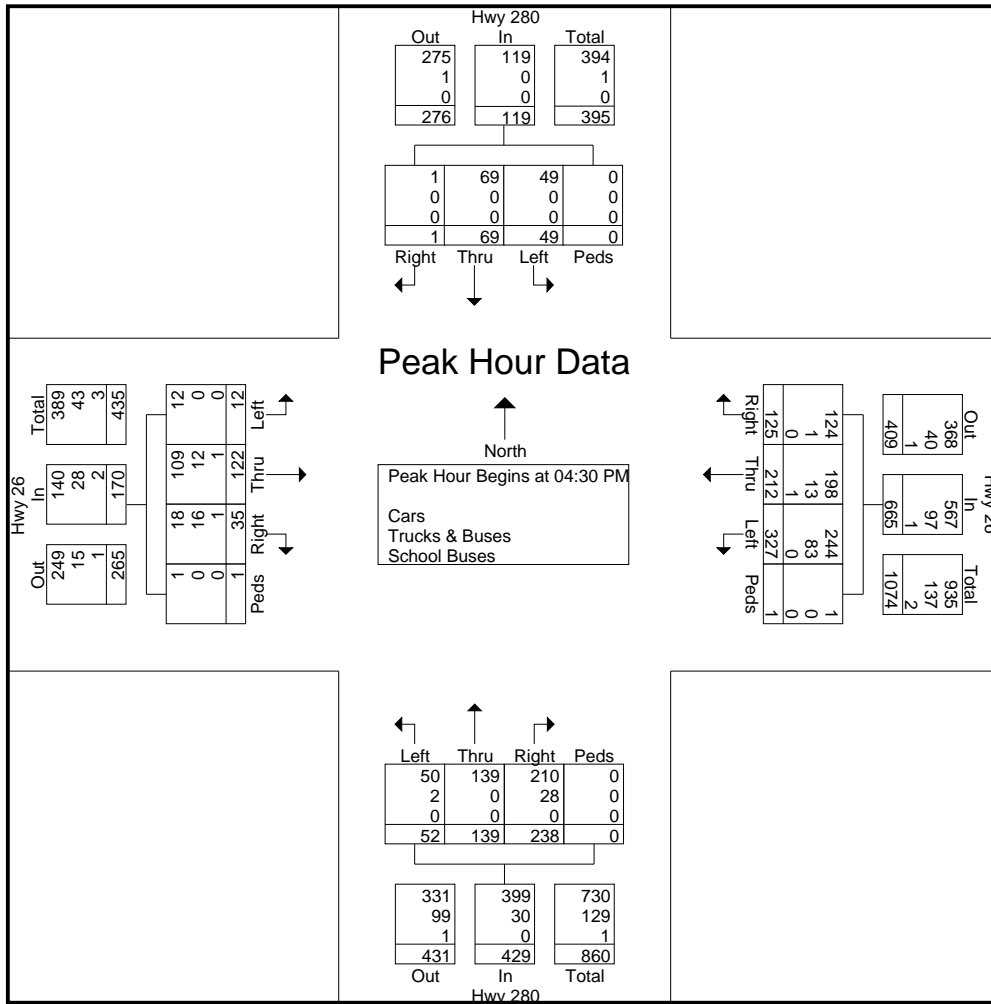 Hwy 280
Out In Total
275 119 394
1 0 1
0 0 0
276 119 395
1 69 49 0
0 0 0 0
0 0 0 0
1 69 49 0
Right Thru Left Peds
Peak Hour Data
North
Peak Hour Begins at 04:30 PM
Cars
Trucks & Buses
School Buses
Hwy 26
Out In Total
249 140 389
15 28 43
1 2 3
265 170 435
1 18 109 12
0 16 12 0
0 1 1 0
1 35 122 12
Peds Right Thru Left
Hwy 26
Out In Total
368 567 935
40 97 137
1 1 2
409 665 1074
124 198 244 1
1 13 83 0
0 1 0 0
125 212 327 1
Right Thru Left Peds
Left Thru Right Peds
50 139 210 0
2 0 28 0
0 0 0 0
52 139 238 0
331 399 730
99 30 129
1 0 1
431 429 860
Out In Total
Hwy 280